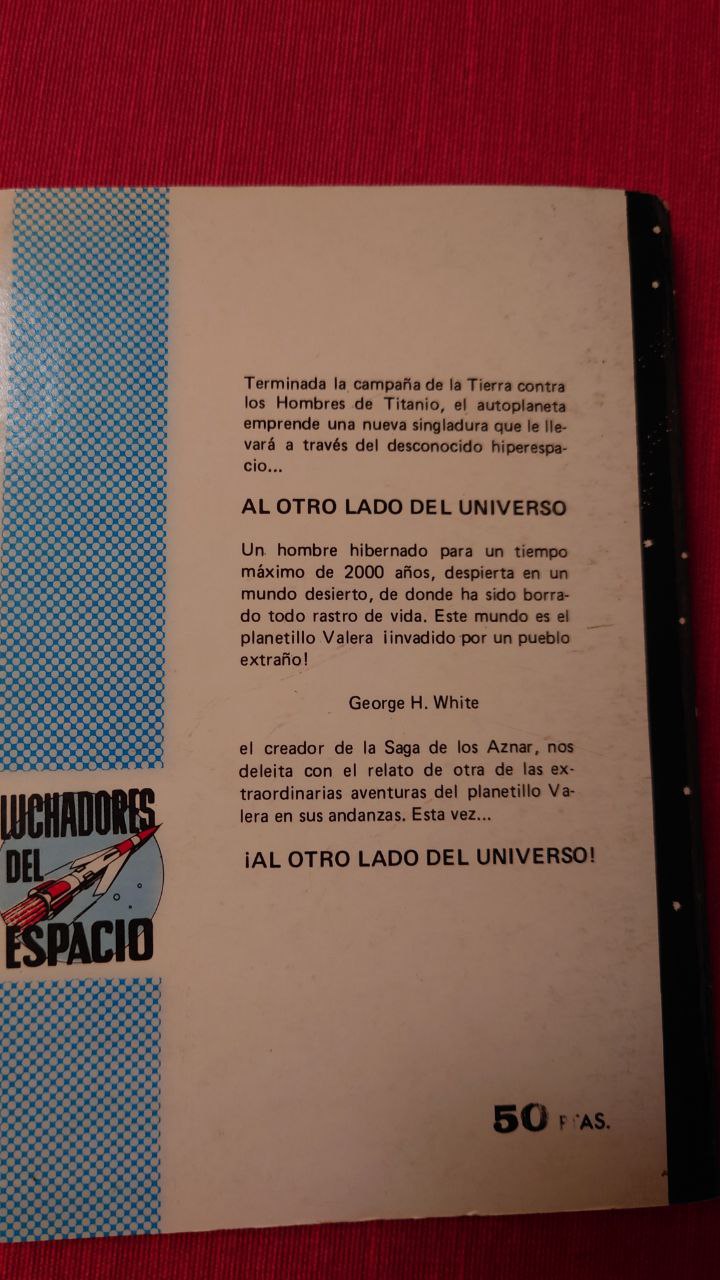 Terminada la campaña de la Tierra contra
los Hombres de Titanio, el autoplaneta
emprende una nueva singladura que le lle-
vará a través del desconocido hiperespa-
cio...
AL OTRO LADO DEL UNIVERSO
Un hombre hibernado para un tiempo
máximo de 2000 años, despierta en un
mundo desierto, de donde ha sido borra-
do todo rastro de vida. Este mundo es el
planetillo Valera ¡invadido por un pueblo
extraño!
George H. White
el creador de la Saga de los Aznar, nos
deleita con el relato de otra de las ex-
traordinarias aventuras del planetillo Va-
lera en sus andanzas. Esta vez...
¡AL OTRO LADO DEL UNIVERSO!
LUCHADORES
DEL
ESPACIO
50 PTAS.